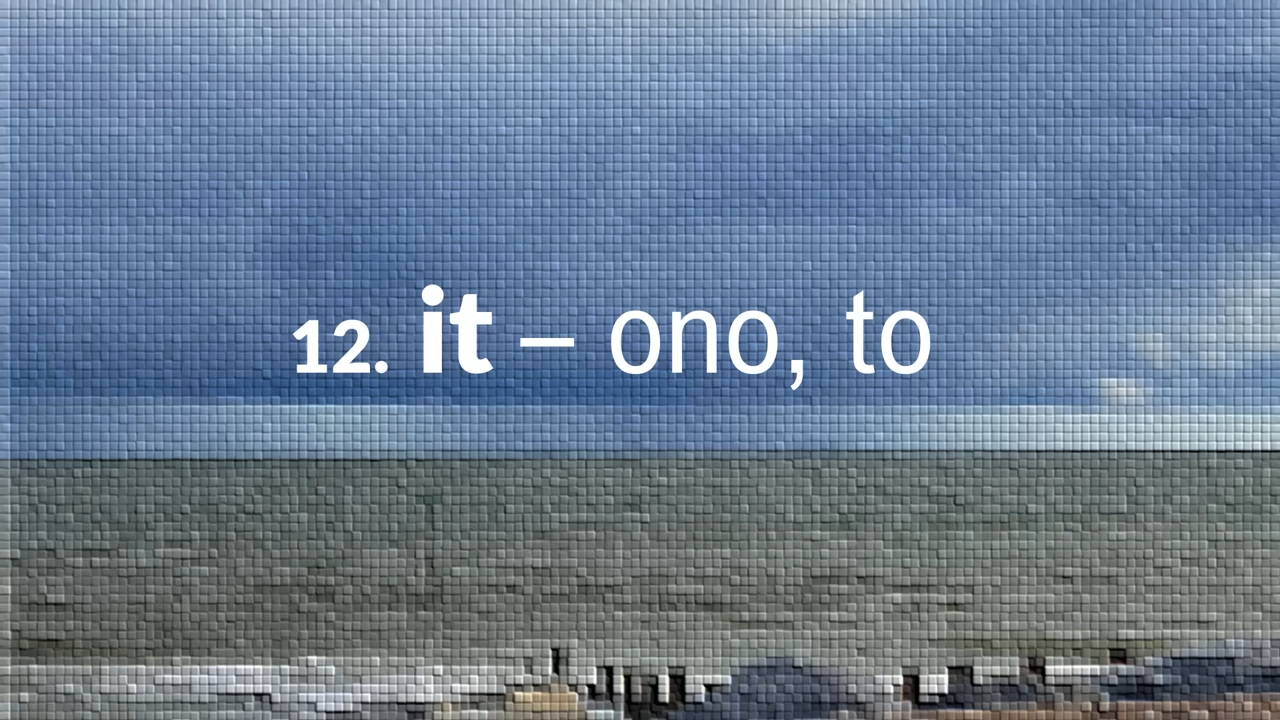 12. it – ono, to